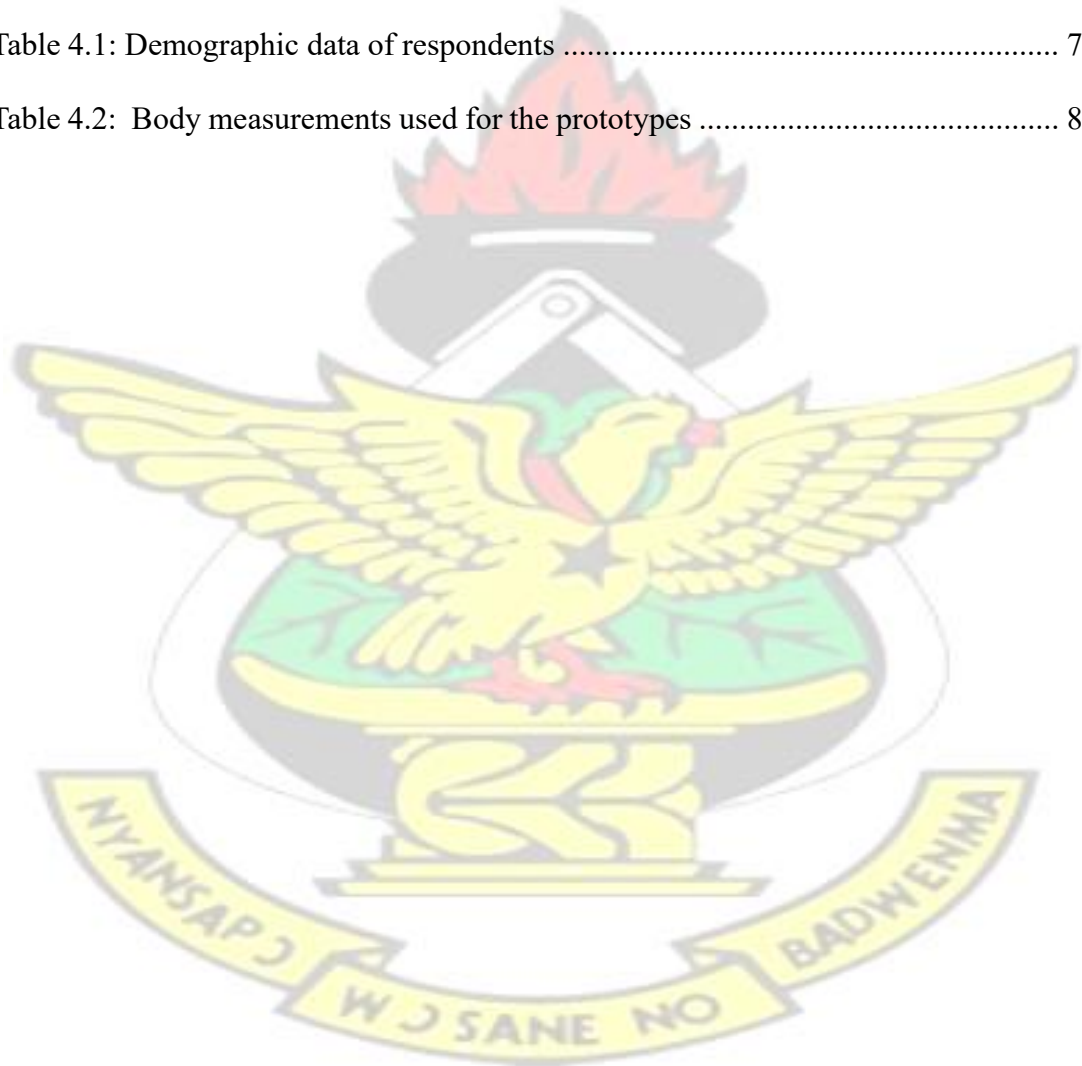 Table 4.1: Demographic data of respondents ........................................................................ 7
Table 4.2:  Body measurements used for the prototypes ............................................ 8
NYANSAPƆ
WƆ SANE NO
BADWENMA